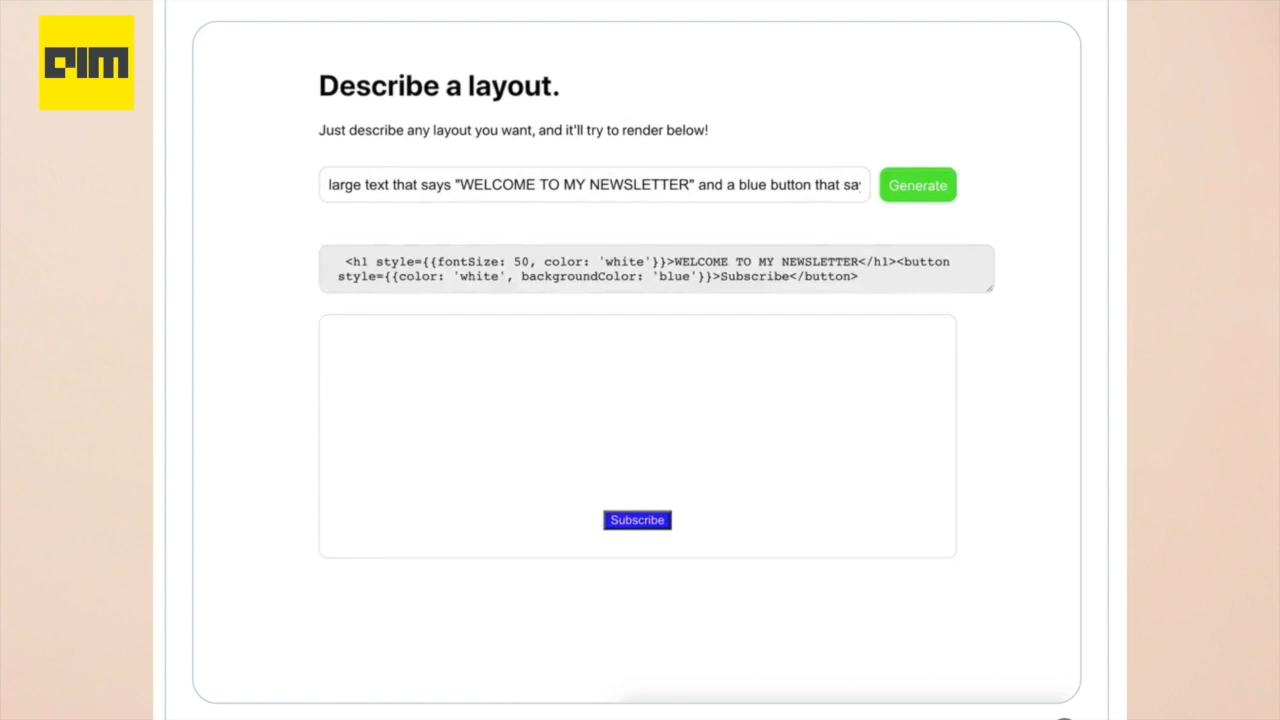 AIM
Describe a layout.
Just describe any layout you want, and it'll try to render below!
large text that says "WELCOME TO MY NEWSLETTER" and a blue button that say
Generate
<h1 style={{fontSize: 50, color: 'white'}}>WELCOME TO MY NEWSLETTER</h1><button
style={{color: 'white', backgroundColor: 'blue'}}>Subscribe</button>
Subscribe